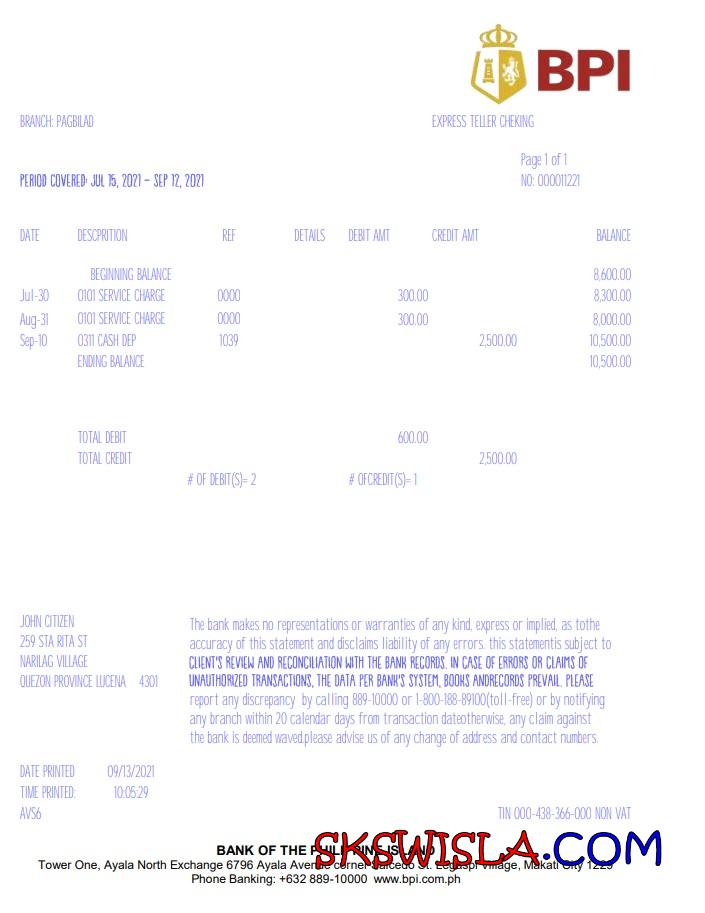 BPI
BRANCH: PAGBILAD EXPRESS TELLER CHEKING
Page 1 of 1
PERIOD COVERED: JUL 15, 2021 – SEP 12, 2021 NO: 000011221
DATE DESCPRITION REF DETAILS DEBIT AMT CREDIT AMT BALANCE
BEGINNING BALANCE 8,600.00
Jul-30 0101 SERVICE CHARGE 0000 300.00 8,300.00
Aug-31 0101 SERVICE CHARGE 0000 300.00 8,000.00
Sep-10 0311 CASH DEP 1039 2,500.00 10,500.00
ENDING BALANCE 10,500.00
TOTAL DEBIT 600.00
TOTAL CREDIT 2,500.00
# OF DEBIT(S)= 2 # OFCREDIT(S)= 1
JOHN CITIZEN
259 STA RITA ST
NARILAG VILLAGE
QUEZON PROVINCE LUCENA 4301
The bank makes no representations or warranties of any kind, express or implied, as tothe
accuracy of this statement and disclaims liability of any errors. this statementis subject to
CLIENT'S REVIEW AND RECONCILIATION WITH THE BANK RECORDS. IN CASE OF ERRORS OR CLAIMS OF
UNAUTHORIZED TRANSACTIONS, THE DATA PER BANK'S SYSTEM, BOOKS ANDRECORDS PREVAIL. PLEASE
report any discrepancy by calling 889-10000 or 1-800-188-89100(toll-free) or by notifying
any branch within 20 calendar days from transaction dateotherwise, any claim against
the bank is deemed waved.please advise us of any change of address and contact numbers.
DATE PRINTED 09/13/2021
TIME PRINTED: 10:05:29
AVS6 TIN 000-438-366-000 NON VAT
BANK OF THE PHILIPPINE ISLAND
SKSWISLA.COM
Tower One, Ayala North Exchange 6796 Ayala Avenue corner Salcedo St. Legaspi Village, Makati City 1229
Phone Banking: +632 889-10000 www.bpi.com.ph